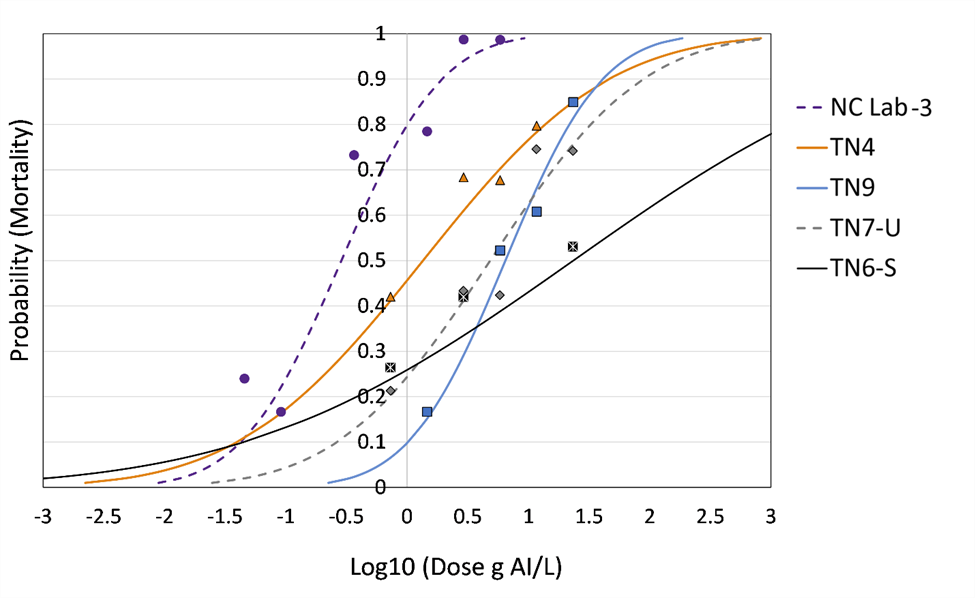 1
0.9
0.8
0.7
0.6
0.5
0.4
0.3
0.2
0.1
0
Probability (Mortality)
-3 -2.5 -2 -1.5 -1 -0.5 0 0.5 1 1.5 2 2.5 3
Log10 (Dose g AI/L)
NC Lab-3
TN4
TN9
TN7-U
TN6-S